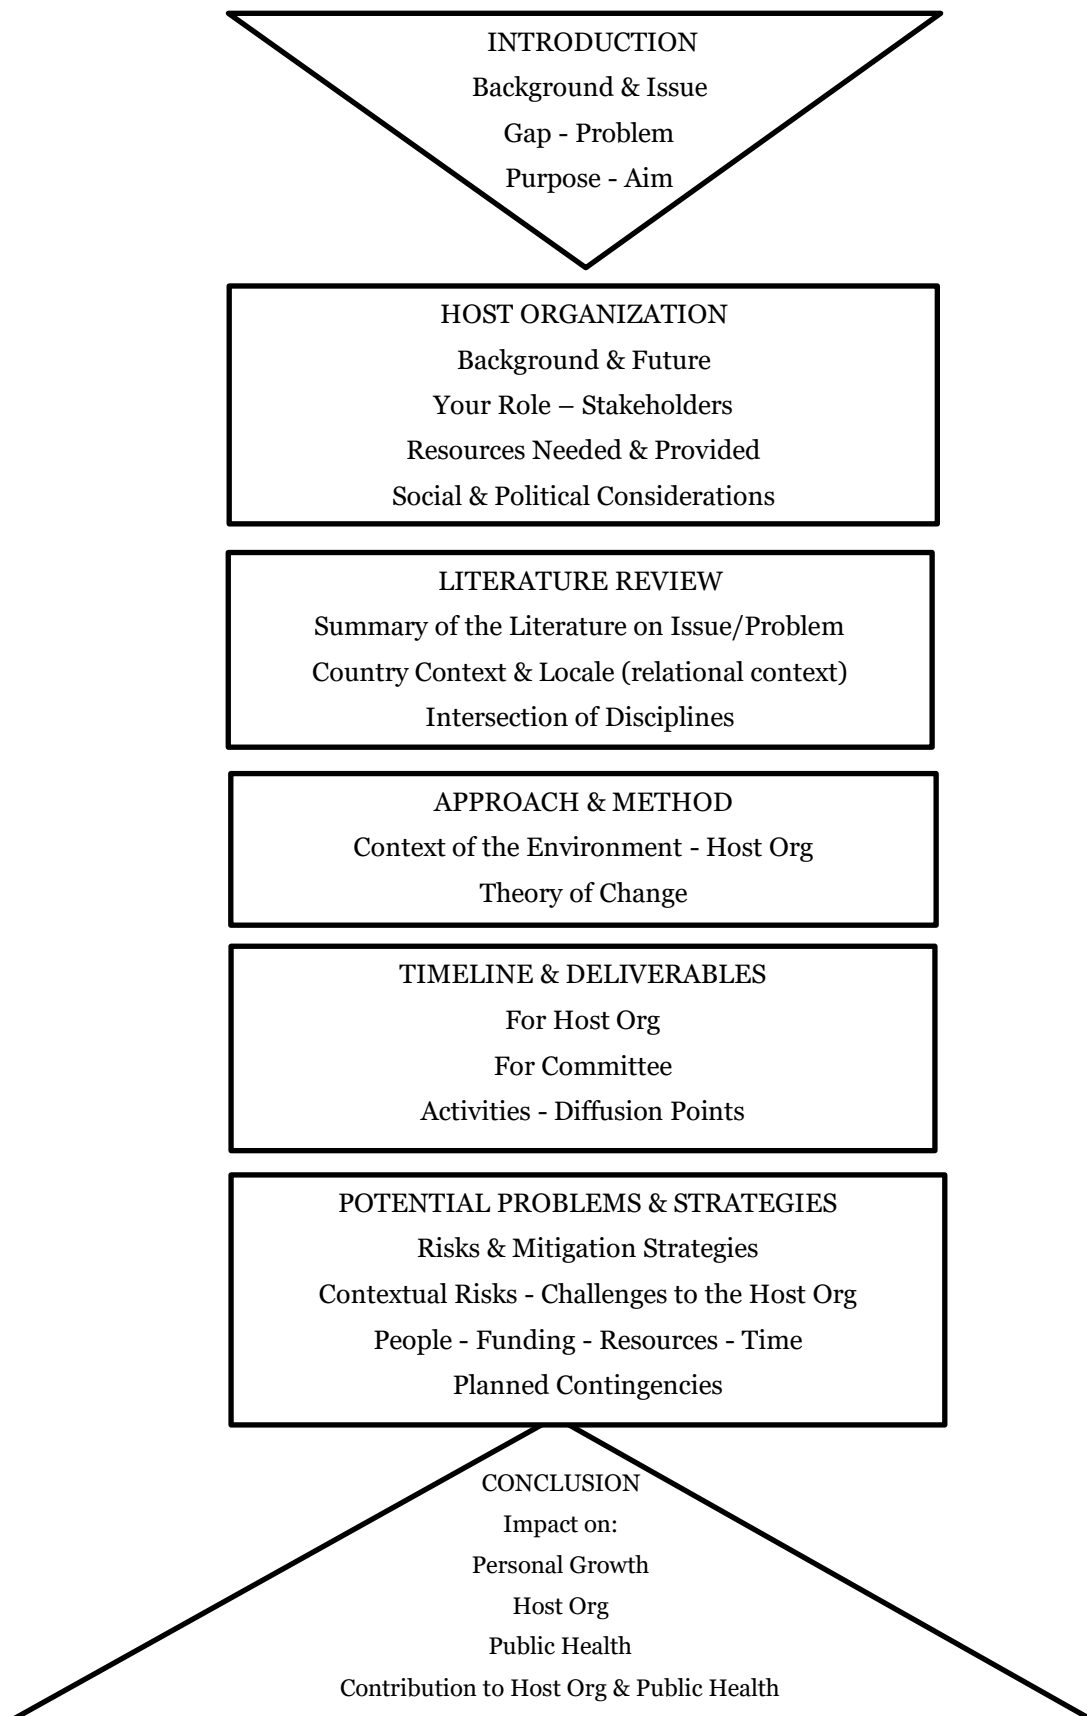 INTRODUCTION
Background & Issue
Gap - Problem
Purpose - Aim
HOST ORGANIZATION
Background & Future
Your Role – Stakeholders
Resources Needed & Provided
Social & Political Considerations
LITERATURE REVIEW
Summary of the Literature on Issue/Problem
Country Context & Locale (relational context)
Intersection of Disciplines
APPROACH & METHOD
Context of the Environment - Host Org
Theory of Change
TIMELINE & DELIVERABLES
For Host Org
For Committee
Activities - Diffusion Points
POTENTIAL PROBLEMS & STRATEGIES
Risks & Mitigation Strategies
Contextual Risks - Challenges to the Host Org
People - Funding - Resources - Time
Planned Contingencies
CONCLUSION
Impact on:
Personal Growth
Host Org
Public Health
Contribution to Host Org & Public Health